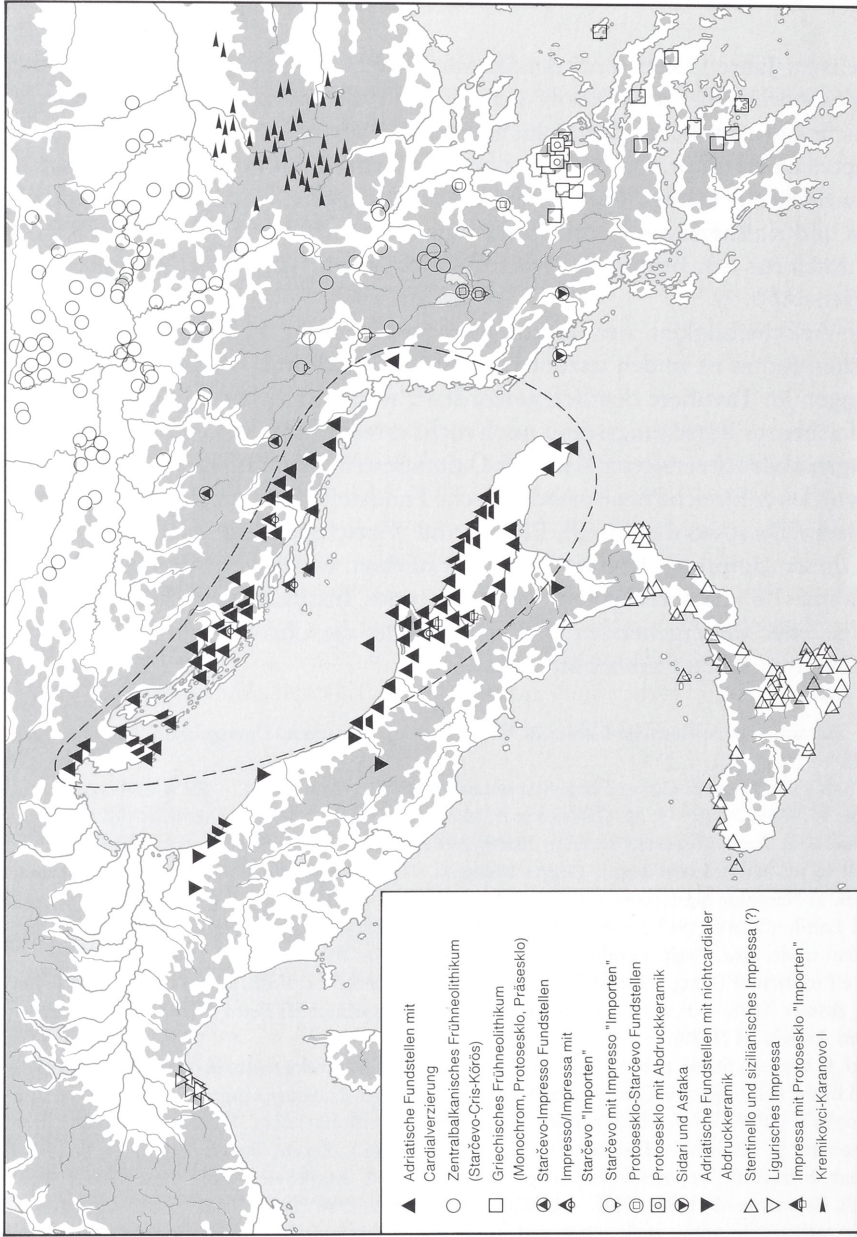 Adriatische Fundstellen mit
Cardialverzierung
Zentralbalkanisches Frühneolithikum
(Starčevo-Çriş-Körös)
Griechisches Frühneolithikum
(Monochrom, Protosesklo, Präsesklo)
Starčevo-Impresso Fundstellen
Impresso/Impressa mit
Starčevo "Importen"
Starčevo mit Impresso "Importen"
Protosesklo-Starčevo Fundstellen
Protosesklo mit Abdruckkeramik
Sidari und Asfaka
Adriatische Fundstellen mit nichtcardialer
Abdruckkeramik
Stentinello und sizilianisches Impressa (?)
Ligurisches Impressa
Impressa mit Protosesklo "Importen"
Kremikovci-Karanovo I